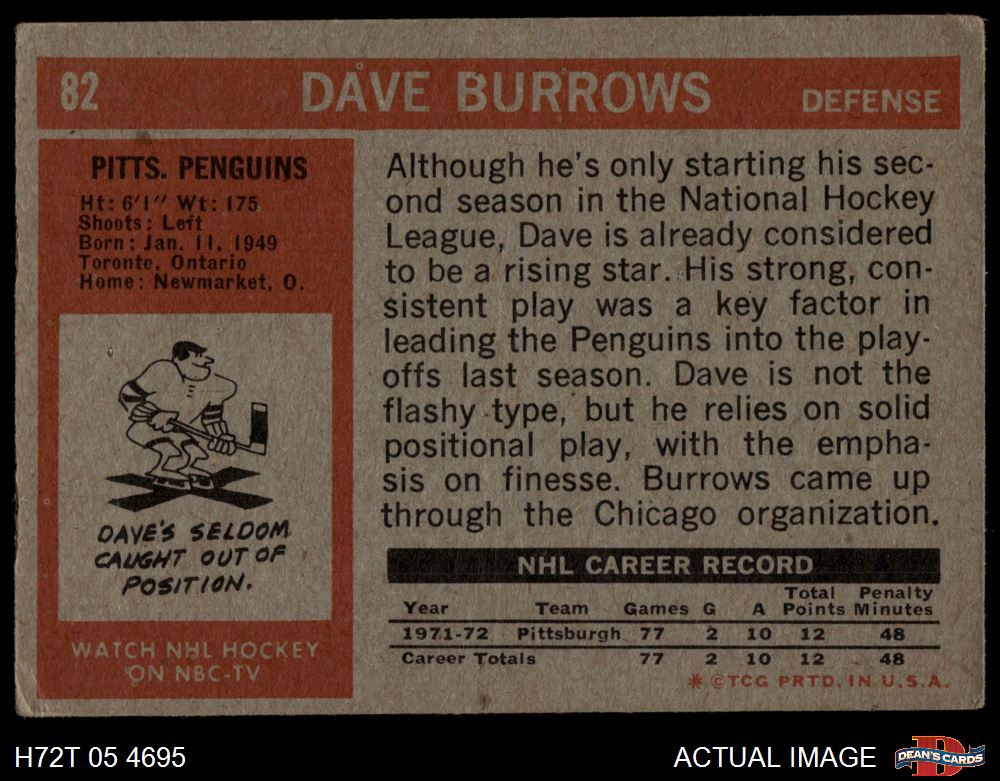 82
DAVE BURROWS
DEFENSE
PITTS. PENGUINS
Ht: 6'1" Wt: 175
Shoots: Left
Born: Jan. 11, 1949
Toronto, Ontario
Home: Newmarket, O.
DAVE'S SELDOM
CAUGHT OUT OF
POSITION.
WATCH NHL HOCKEY
ON NBC-TV
Although he's only starting his sec-
ond season in the National Hockey
League, Dave is already considered
to be a rising star. His strong, con-
sistent play was a key factor in
leading the Penguins into the play-
offs last season. Dave is not the
flashy type, but he relies on solid
positional play, with the empha-
sis on finesse. Burrows came up
through the Chicago organization.
NHL CAREER RECORD
Year Team Games G A Total Points Penalty Minutes
1971-72 Pittsburgh 77 2 10 12 48
Career Totals 77 2 10 12 48
* ©TCG PRTD. IN U.S.A.
H72T 05 4695
ACTUAL IMAGE
D
DEAN'S CARDS